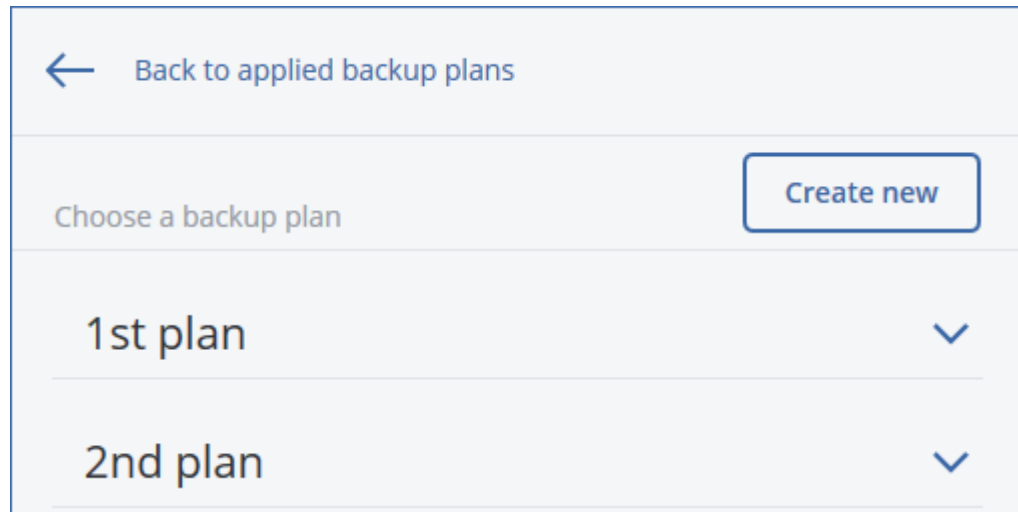 Back to applied backup plans
Choose a backup plan
Create new
1st plan
2nd plan